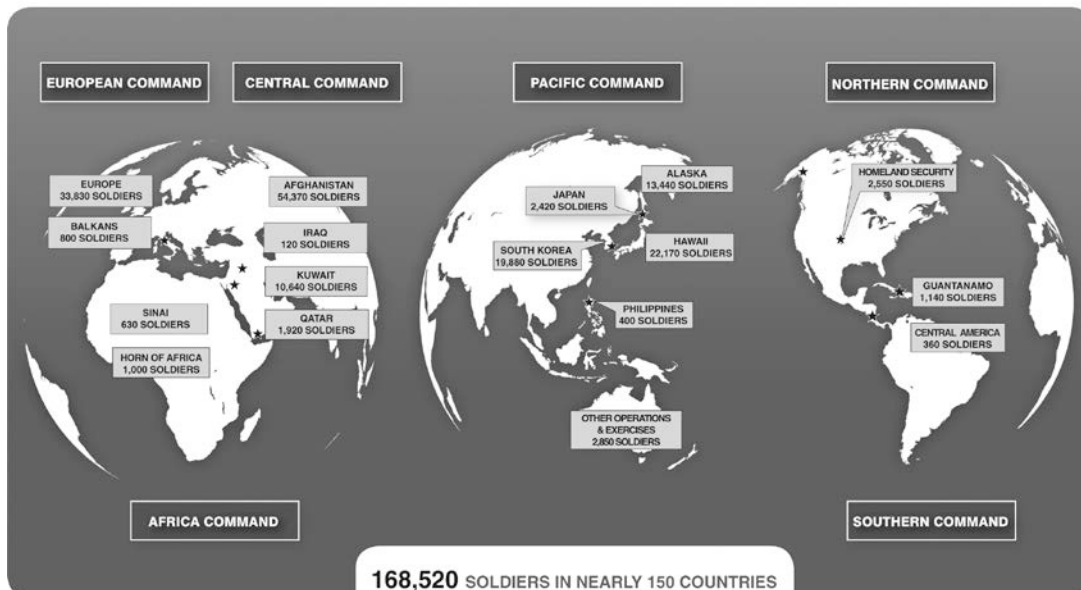 EUROPEAN COMMAND
CENTRAL COMMAND
PACIFIC COMMAND
NORTHERN COMMAND
EUROPE
33,830 SOLDIERS
BALKANS
800 SOLDIERS
AFGHANISTAN
54,370 SOLDIERS
IRAQ
120 SOLDIERS
KUWAIT
10,640 SOLDIERS
QATAR
1,920 SOLDIERS
SINAI
630 SOLDIERS
HORN OF AFRICA
1,000 SOLDIERS
ALASKA
13,440 SOLDIERS
JAPAN
2,420 SOLDIERS
SOUTH KOREA
19,880 SOLDIERS
HAWAII
22,170 SOLDIERS
PHILIPPINES
400 SOLDIERS
OTHER OPERATIONS
& EXERCISES
2,850 SOLDIERS
HOMELAND SECURITY
2,550 SOLDIERS
GUANTANAMO
1,140 SOLDIERS
CENTRAL AMERICA
360 SOLDIERS
AFRICA COMMAND
SOUTHERN COMMAND
168,520 SOLDIERS IN NEARLY 150 COUNTRIES